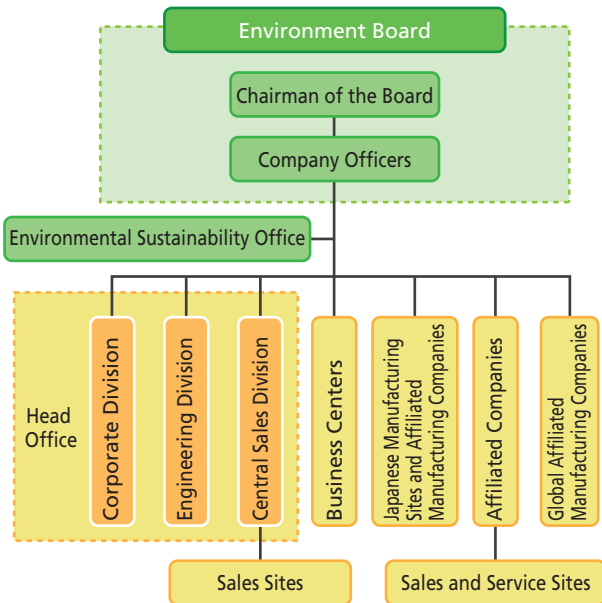 Environment Board
Chairman of the Board
Company Officers
Environmental Sustainability Office
Head
Office
Corporate Division
Engineering Division
Central Sales Division
Business Centers
Japanese Manufacturing
Sites and Affiliated
Manufacturing Companies
Affiliated Companies
Global Affiliated
Manufacturing Companies
Sales Sites
Sales and Service Sites